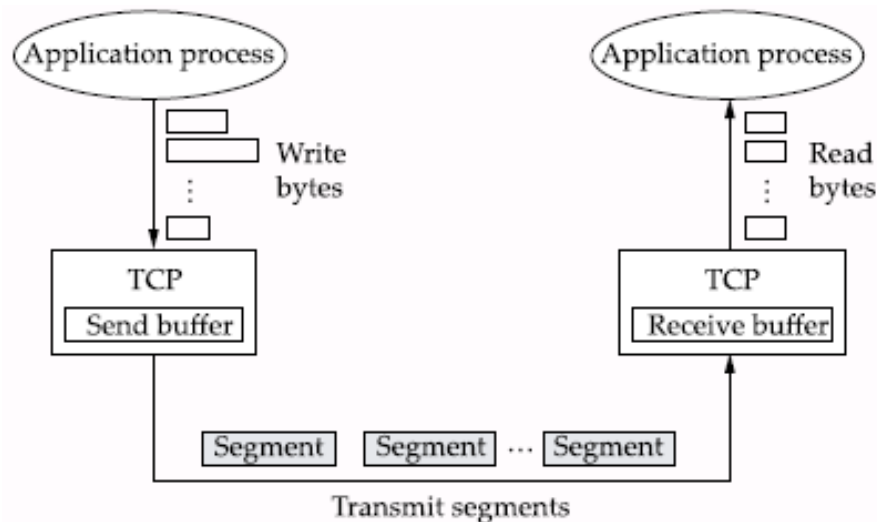 Application process
Application process
Write
bytes
Read
bytes
TCP
Send buffer
TCP
Receive buffer
Segment
Segment
...
Segment
Transmit segments